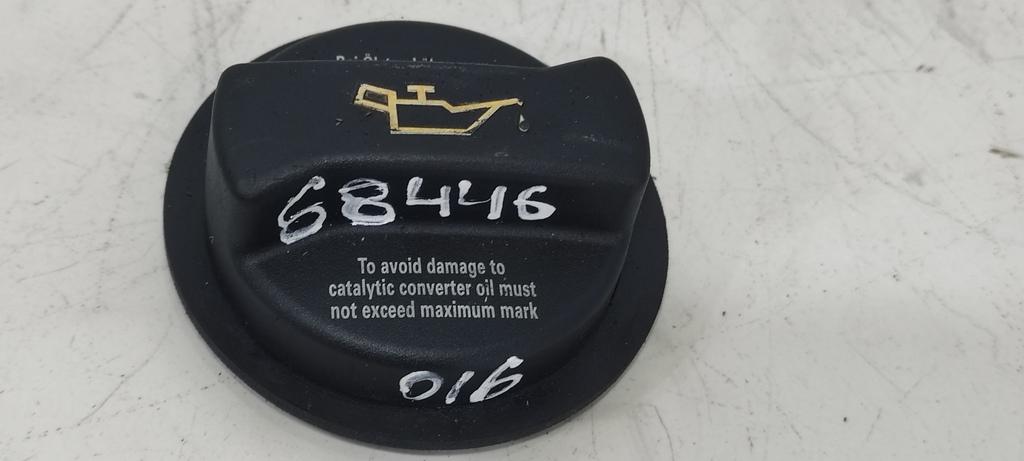 68446
To avoid damage to
catalytic converter oil must
not exceed maximum mark
016